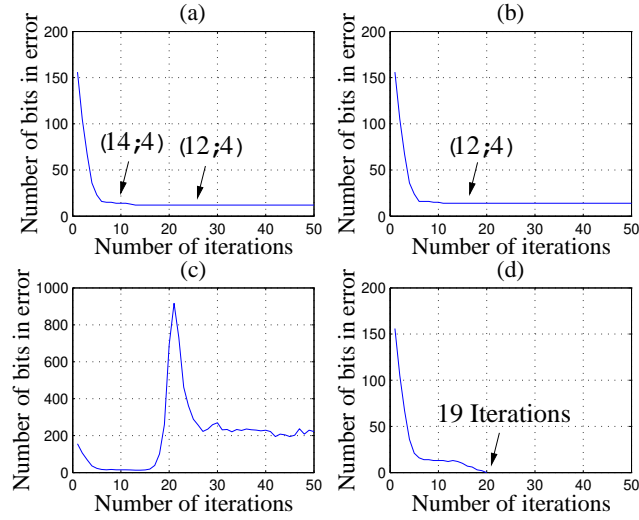 (a)
Number of bits in error
200
150
100
50
0
(14;4)
(12;4)
0 10 20 30 40 50
Number of iterations
(b)
Number of bits in error
200
150
100
50
0
(12;4)
0 10 20 30 40 50
Number of iterations
(c)
Number of bits in error
1000
800
600
400
200
0
0 10 20 30 40 50
Number of iterations
(d)
Number of bits in error
200
150
100
50
0
19 Iterations
0 10 20 30 40 50
Number of iterations